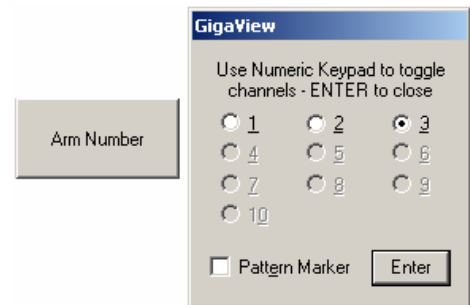 GigaView
Use Numeric Keypad to toggle
channels - ENTER to close
Arm Number
1 2 3
4 5 6
7 8 9
10
Pattern Marker Enter